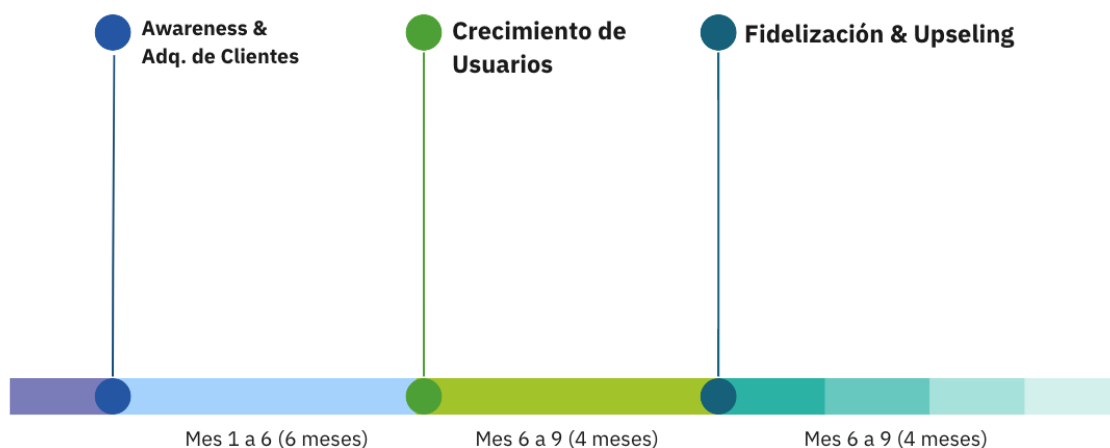 Awareness &
Adq. de Clientes
Crecimiento de
Usuarios
Fidelización & Upseling
Mes 1 a 6 (6 meses)
Mes 6 a 9 (4 meses)
Mes 6 a 9 (4 meses)